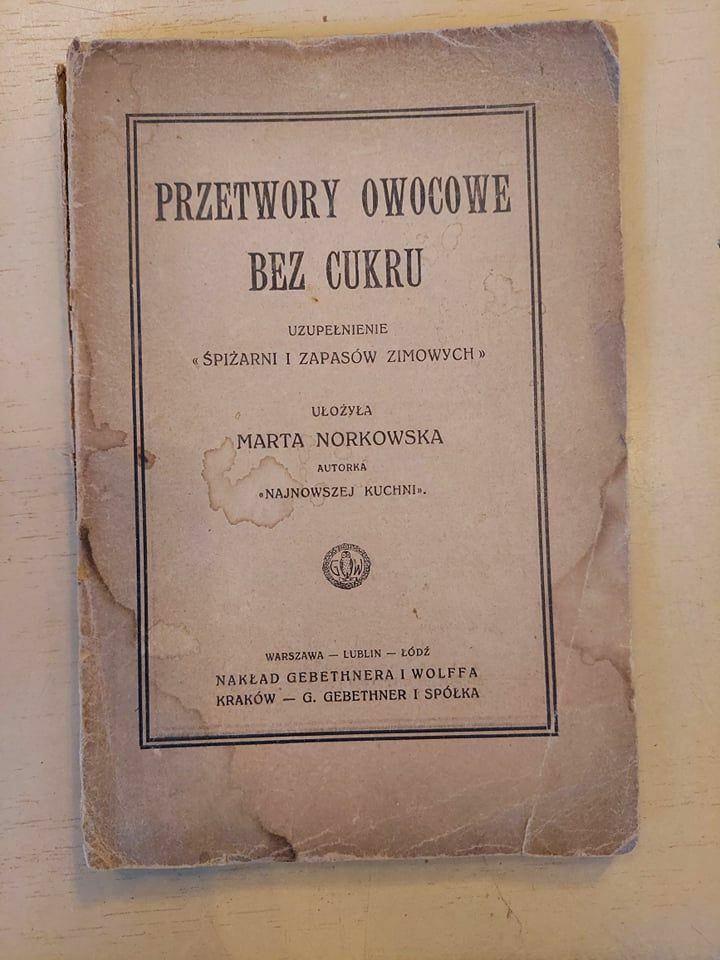 PRZETWORY OWOCOWE
BEZ CUKRU
UZUPEŁNIENIE
«ŚPIŻARNI I ZAPASÓW ZIMOWYCH»
UŁOŻYŁA
MARTA NORKOWSKA
AUTORKA
«NAJNOWSZEJ KUCHNI».
G W
WARSZAWA — LUBLIN — ŁÓDŹ
NAKŁAD GEBETHNERA I WOLFFA
KRAKÓW — G. GEBETHNER I SPÓŁKA